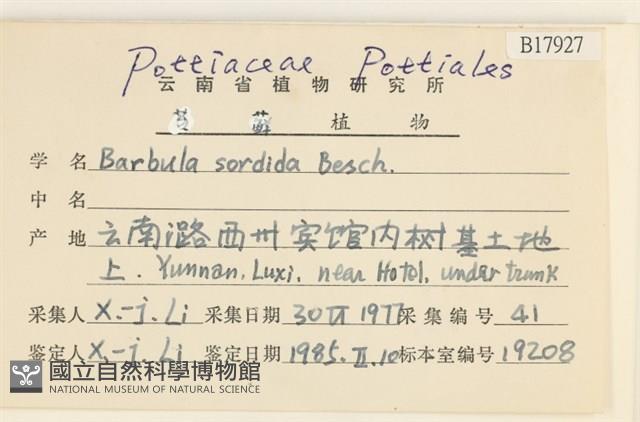 B17927
Pottiaceae Pottiales
云南省植物研究所
苔藓植物
学名 Barbula sordida Besch.
中名
产地 云南潞西州宾馆内树基土地
上. Yunnan, Luxi, near Hotol, under trunk
采集人 X.-j. Li 采集日期 30 VI 1977 采集编号 41
鉴定人 X.-j. Li 鉴定日期 1985.II.10 标本室编号 19208
國立自然科學博物館
NATIONAL MUSEUM OF NATURAL SCIENCE